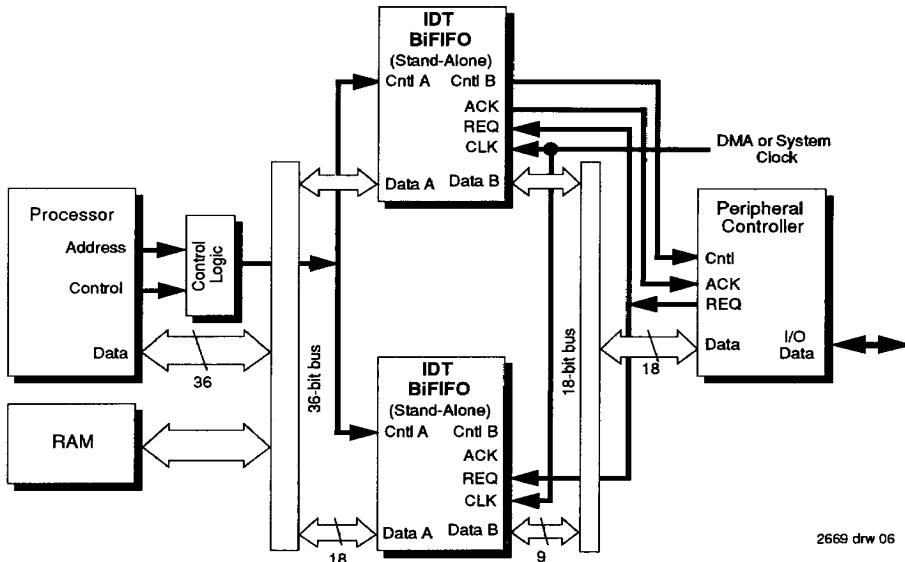 IDT
BiFIFO
(Stand-Alone)
Cntl A
Cntl B
ACK
REQ
CLK
Data A
Data B
DMA or System
Clock
Processor
Address
Control
Data
Control
Logic
36
RAM
36-bit bus
18-bit bus
Peripheral
Controller
Cntl
ACK
REQ
Data
I/O
Data
18
IDT
BiFIFO
(Stand-Alone)
Cntl A
Cntl B
ACK
REQ
CLK
Data A
Data B
18
9
2669 drw 06